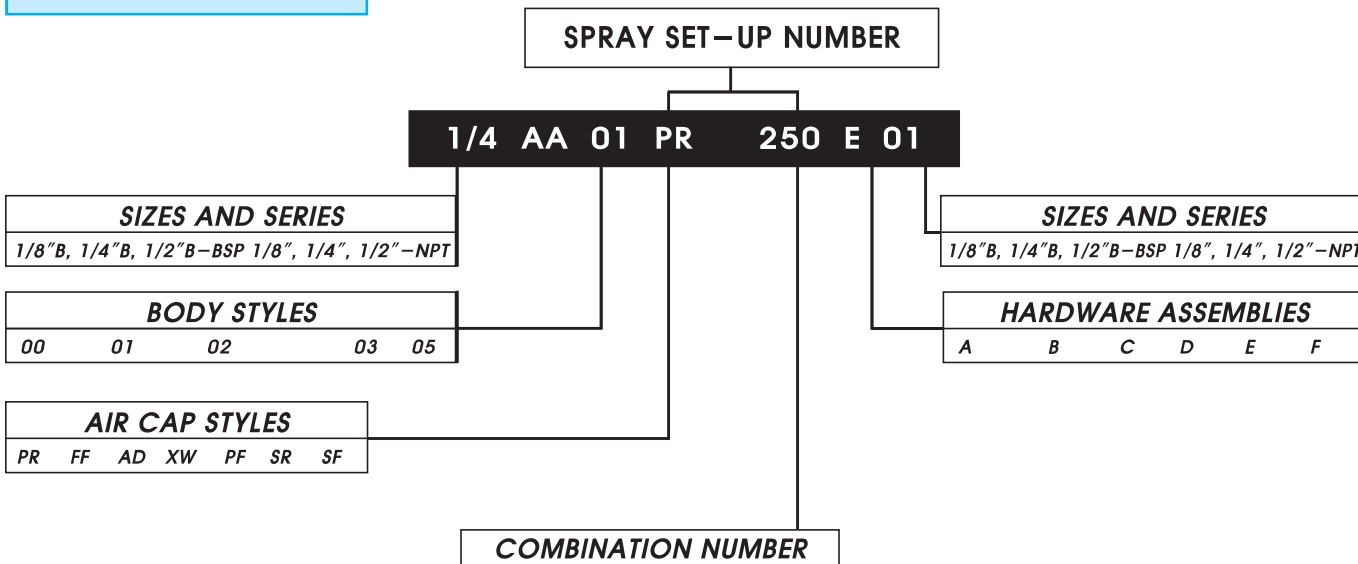 SPRAY SET–UP NUMBER
1/4 AA 01 PR 250 E 01
SIZES AND SERIES
1/8"B, 1/4"B, 1/2"B–BSP 1/8", 1/4", 1/2"–NPT
SIZES AND SERIES
1/8"B, 1/4"B, 1/2"B–BSP 1/8", 1/4", 1/2"–NPT
BODY STYLES
00 01 02 03 05
HARDWARE ASSEMBLIES
A B C D E F
AIR CAP STYLES
PR FF AD XW PF SR SF
COMBINATION NUMBER